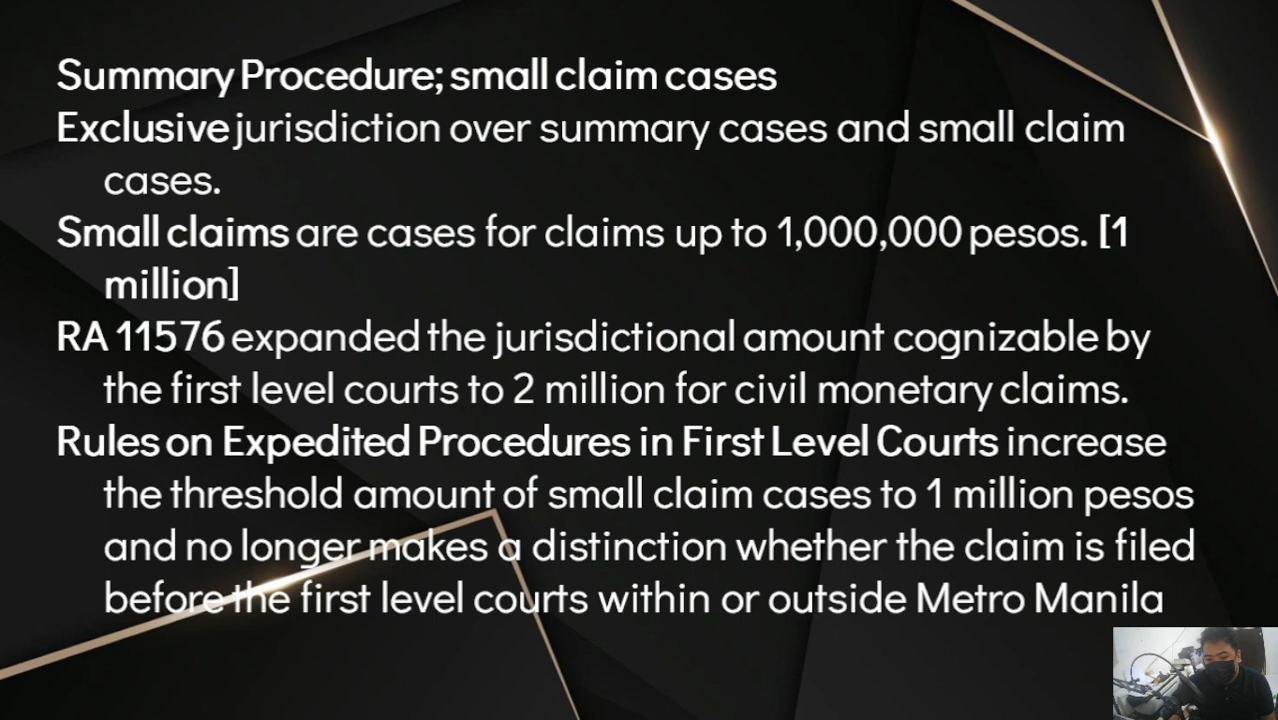 Summary Procedure; small claim cases
Exclusive jurisdiction over summary cases and small claim
cases.
Small claims are cases for claims up to 1,000,000 pesos. [1
million]
RA 11576 expanded the jurisdictional amount cognizable by
the first level courts to 2 million for civil monetary claims.
Rules on Expedited Procedures in First Level Courts increase
the threshold amount of small claim cases to 1 million pesos
and no longer makes a distinction whether the claim is filed
before the first level courts within or outside Metro Manila